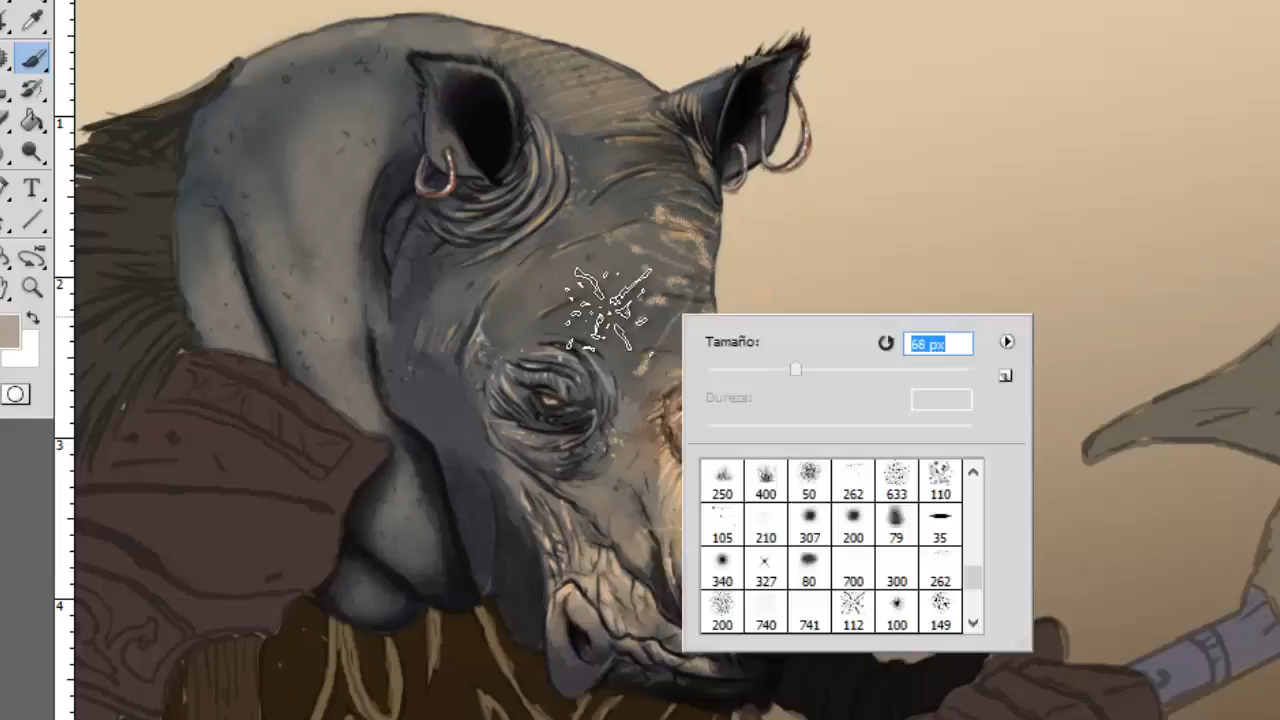 1
2
3
4
T
Tamaño:
68 px
Dureza:
250 400 50 262 633 110
105 210 307 200 79 35
340 327 80 700 300 262
200 740 741 112 100 149